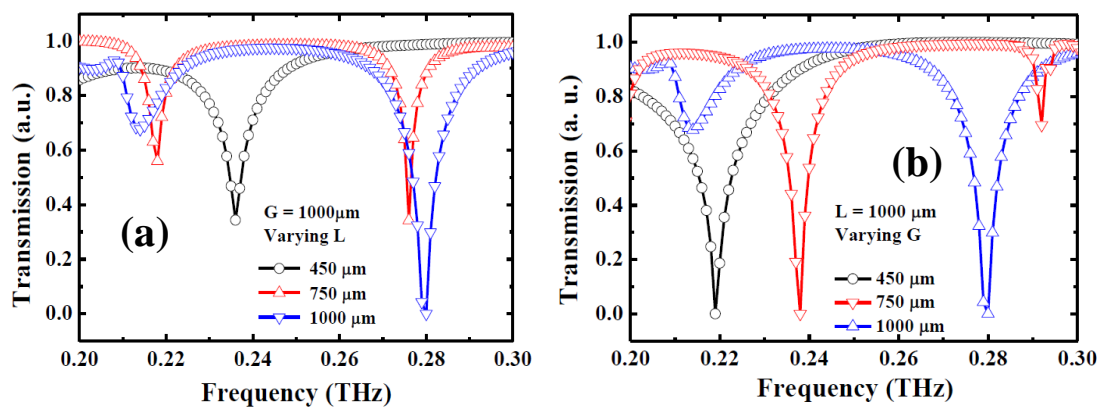 Transmission (a.u.)
1.0
0.8
0.6
0.4
0.2
0.0
(a)
G = 1000μm
Varying L
450 μm
750 μm
1000 μm
0.20 0.22 0.24 0.26 0.28 0.30
Frequency (THz)
Transmission (a. u.)
1.0
0.8
0.6
0.4
0.2
0.0
(b)
L = 1000 μm
Varying G
450 μm
750 μm
1000 μm
0.20 0.22 0.24 0.26 0.28 0.30
Frequency (THz)